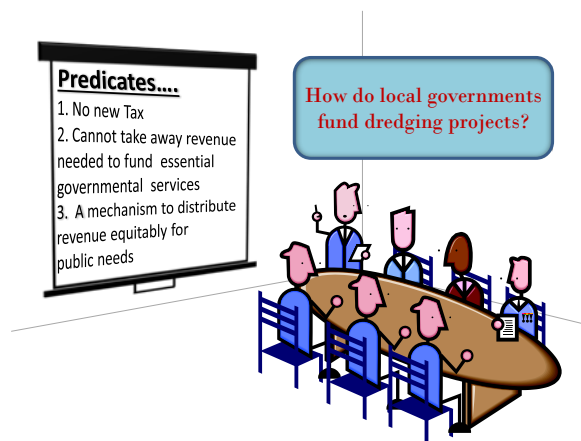 Predicates....
1. No new Tax
2. Cannot take away revenue
needed to fund essential
governmental services
3. A mechanism to distribute
revenue equitably for
public needs
How do local governments
fund dredging projects?